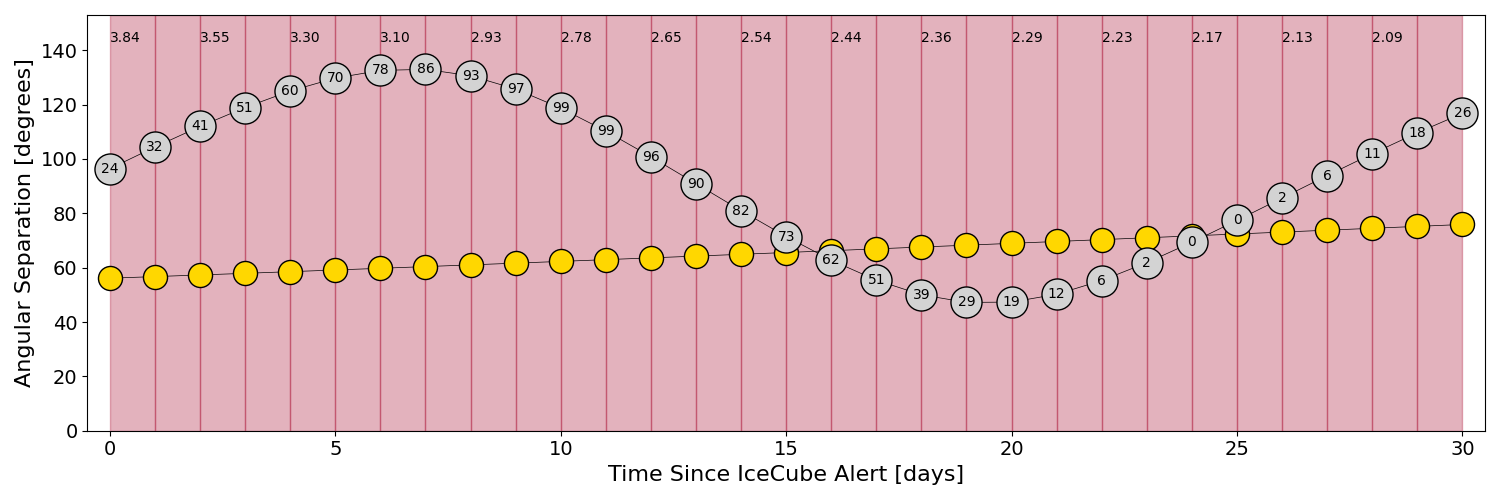 3.84 3.55 3.30 3.10 2.93 2.78 2.65 2.54 2.44 2.36 2.29 2.23 2.17 2.13 2.09
24 32 41 51 60 70 78 86 93 97 99 99 96 90 82 73 62 51 39 29 19 12 6 2 0 0 2 6 11 18 26
140
120
100
80
60
40
20
0
Angular Separation [degrees]
0 5 10 15 20 25 30
Time Since IceCube Alert [days]